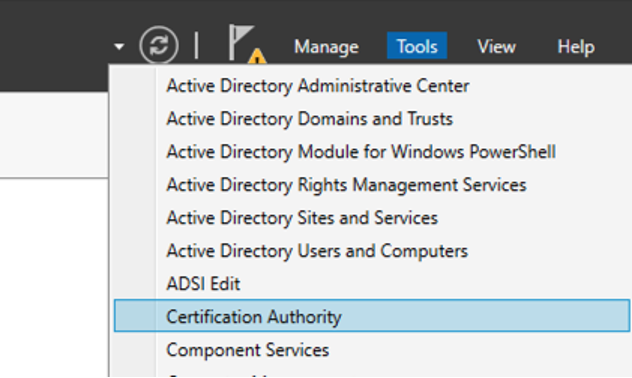 Manage Tools View Help
Active Directory Administrative Center
Active Directory Domains and Trusts
Active Directory Module for Windows PowerShell
Active Directory Rights Management Services
Active Directory Sites and Services
Active Directory Users and Computers
ADSI Edit
Certification Authority
Component Services